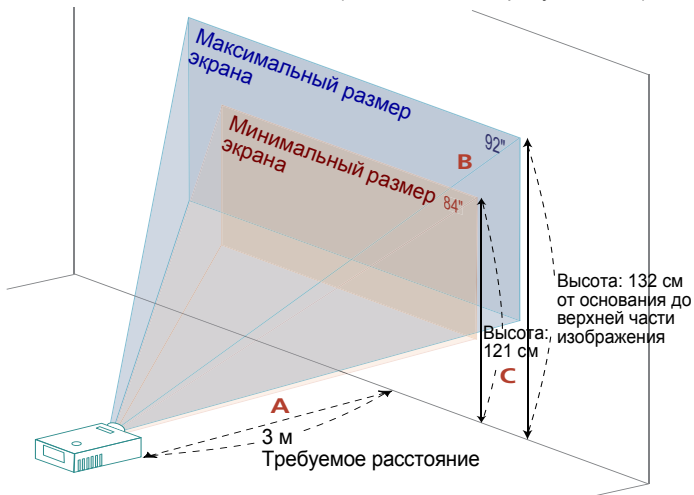 Максимальный размер
экрана
92"
B
Минимальный размер
экрана
84"
Высота: 132 см
от основания до
верхней части
изображения
Высота:
121 см
C
A
3 м
Требуемое расстояние